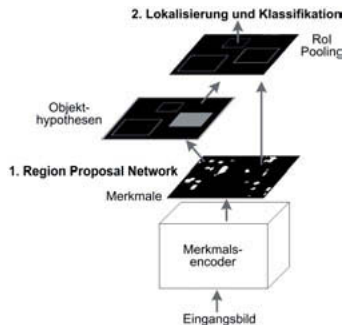 2. Lokalisierung und Klassifikation
RoI
Pooling
Objekt-
hypothesen
1. Region Proposal Network
Merkmale
Merkmals-
encoder
Eingangsbild